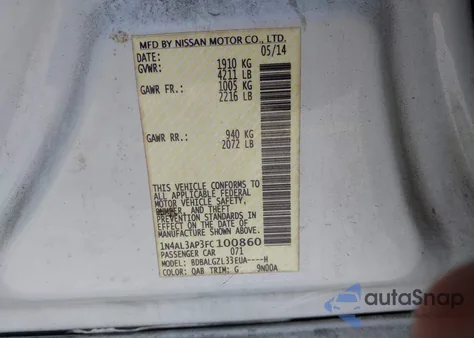 MFD BY NISSAN MOTOR CO., LTD.
DATE: 05/14
GVWR: 1910 KG
4211 LB
GAWR FR.: 1005 KG
2216 LB
GAWR RR.: 940 KG
2072 LB
THIS VEHICLE CONFORMS TO
ALL APPLICABLE FEDERAL
MOTOR VEHICLE SAFETY,
BUMPER, AND THEFT
PREVENTION STANDARDS IN
EFFECT ON THE DATE OF
MANUFACTURE SHOWN ABOVE.
1N4AL3AP3FC100860
PASSENGER CAR 071
MODEL: BDBALGZL33EUA----H
COLOR: QAB TRIM: G 9N00A
autoSnap